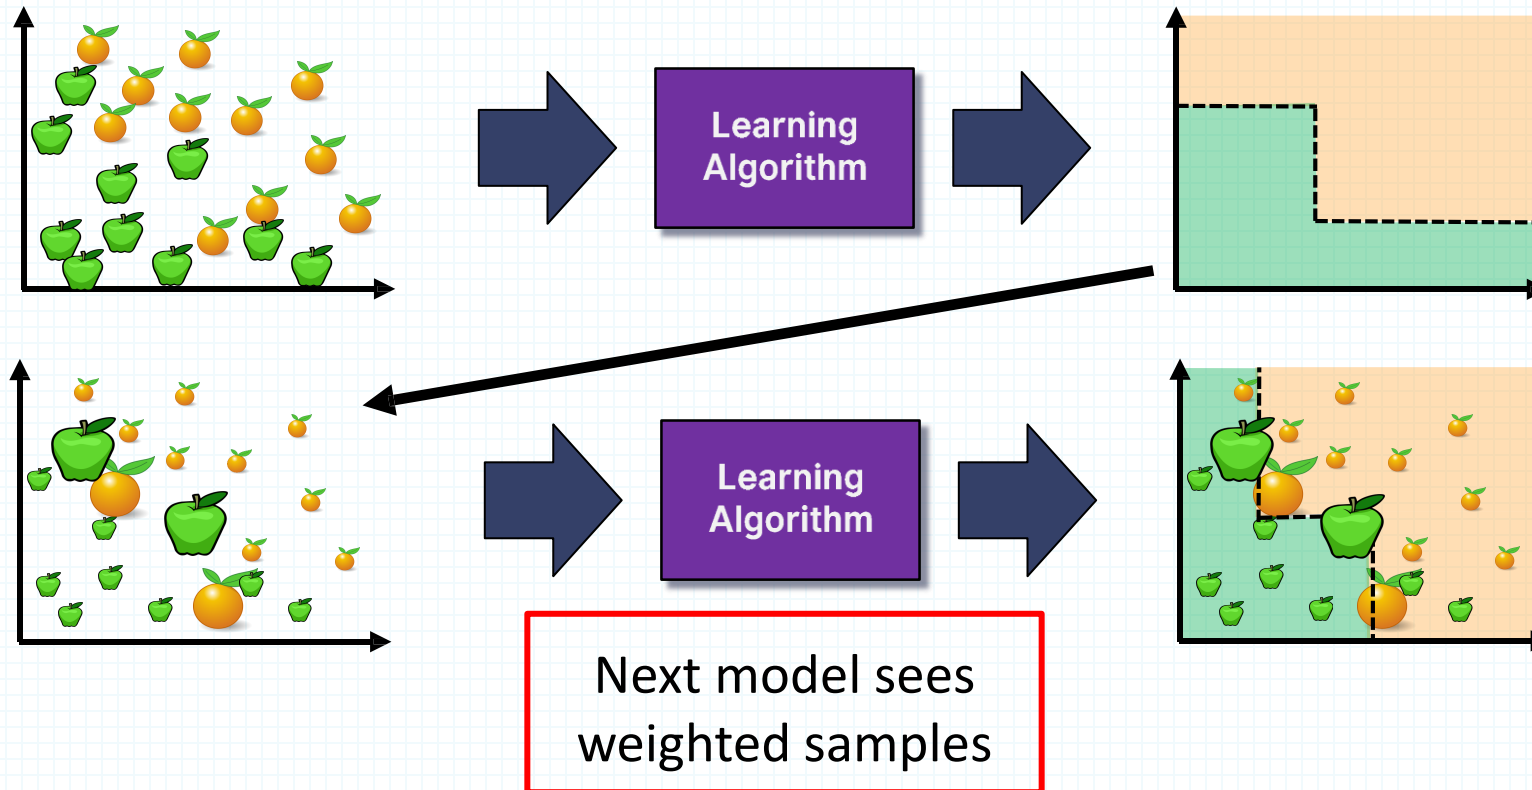 Learning
Algorithm
Learning
Algorithm
Next model sees
weighted samples